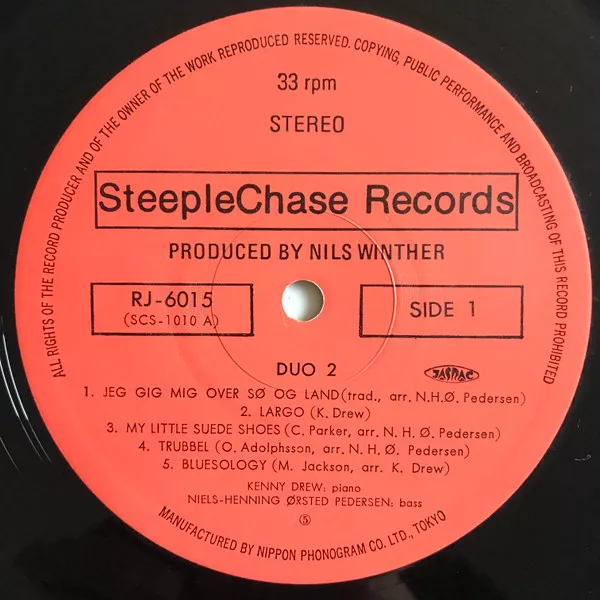 ALL RIGHTS OF THE RECORD PRODUCER AND OF THE OWNER OF THE WORK REPRODUCED RESERVED. COPYING, PUBLIC PERFORMANCE AND BROADCASTING OF THIS RECORD PROHIBITED
33 rpm
STEREO
SteepleChase Records
PRODUCED BY NILS WINTHER
RJ-6015
(SCS-1010 A)
SIDE 1
DUO 2
JASRAC
1. JEG GIG MIG OVER SØ OG LAND (trad., arr. N.H.Ø. Pedersen)
2. LARGO (K. Drew)
3. MY LITTLE SUEDE SHOES (C. Parker, arr. N. H. Ø. Pedersen)
4. TRUBBEL (O. Adolphsson, arr. N. H. Ø. Pedersen)
5. BLUESOLOGY (M. Jackson, arr. K. Drew)
KENNY DREW: piano
NIELS-HENNING ØRSTED PEDERSEN: bass
⑤
MANUFACTURED BY NIPPON PHONOGRAM CO. LTD., TOKYO